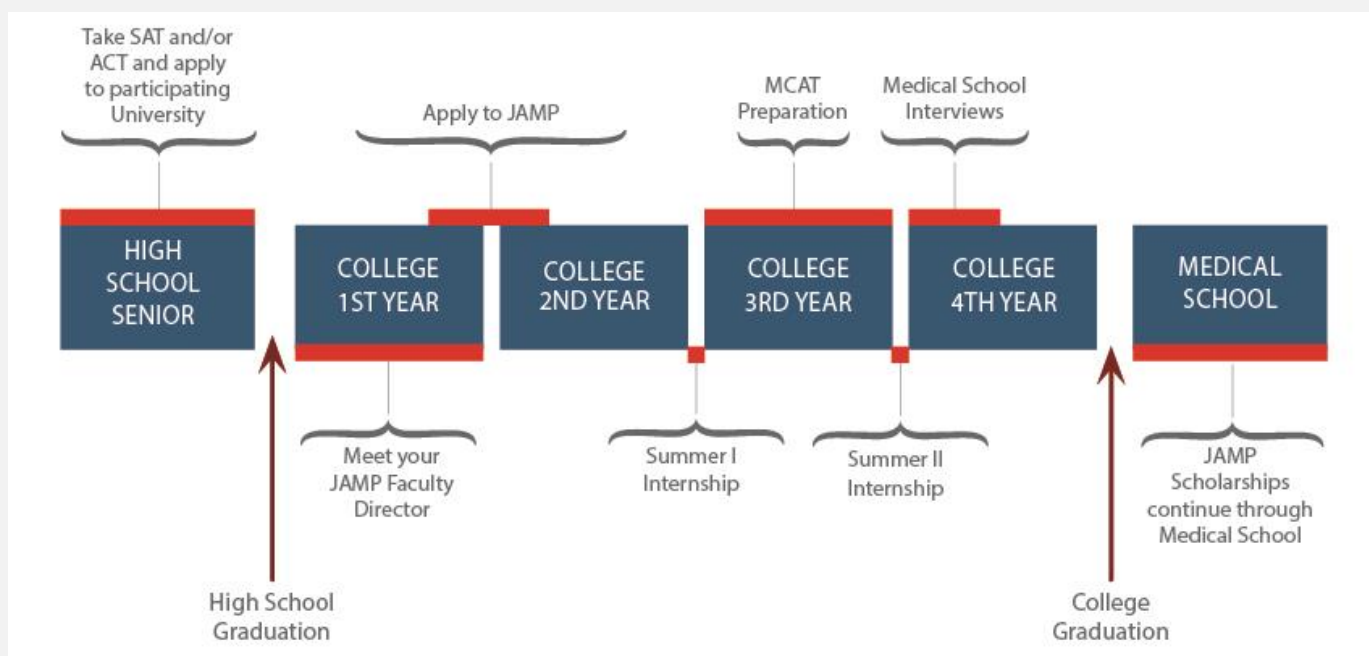 Take SAT and/or
ACT and apply
to participating
University
Apply to JAMP
MCAT
Preparation
Medical School
Interviews
HIGH
SCHOOL
SENIOR
COLLEGE
1ST YEAR
COLLEGE
2ND YEAR
COLLEGE
3RD YEAR
COLLEGE
4TH YEAR
MEDICAL
SCHOOL
Meet your
JAMP Faculty
Director
Summer I
Internship
Summer II
Internship
JAMP
Scholarships
continue through
Medical School
High School
Graduation
College
Graduation